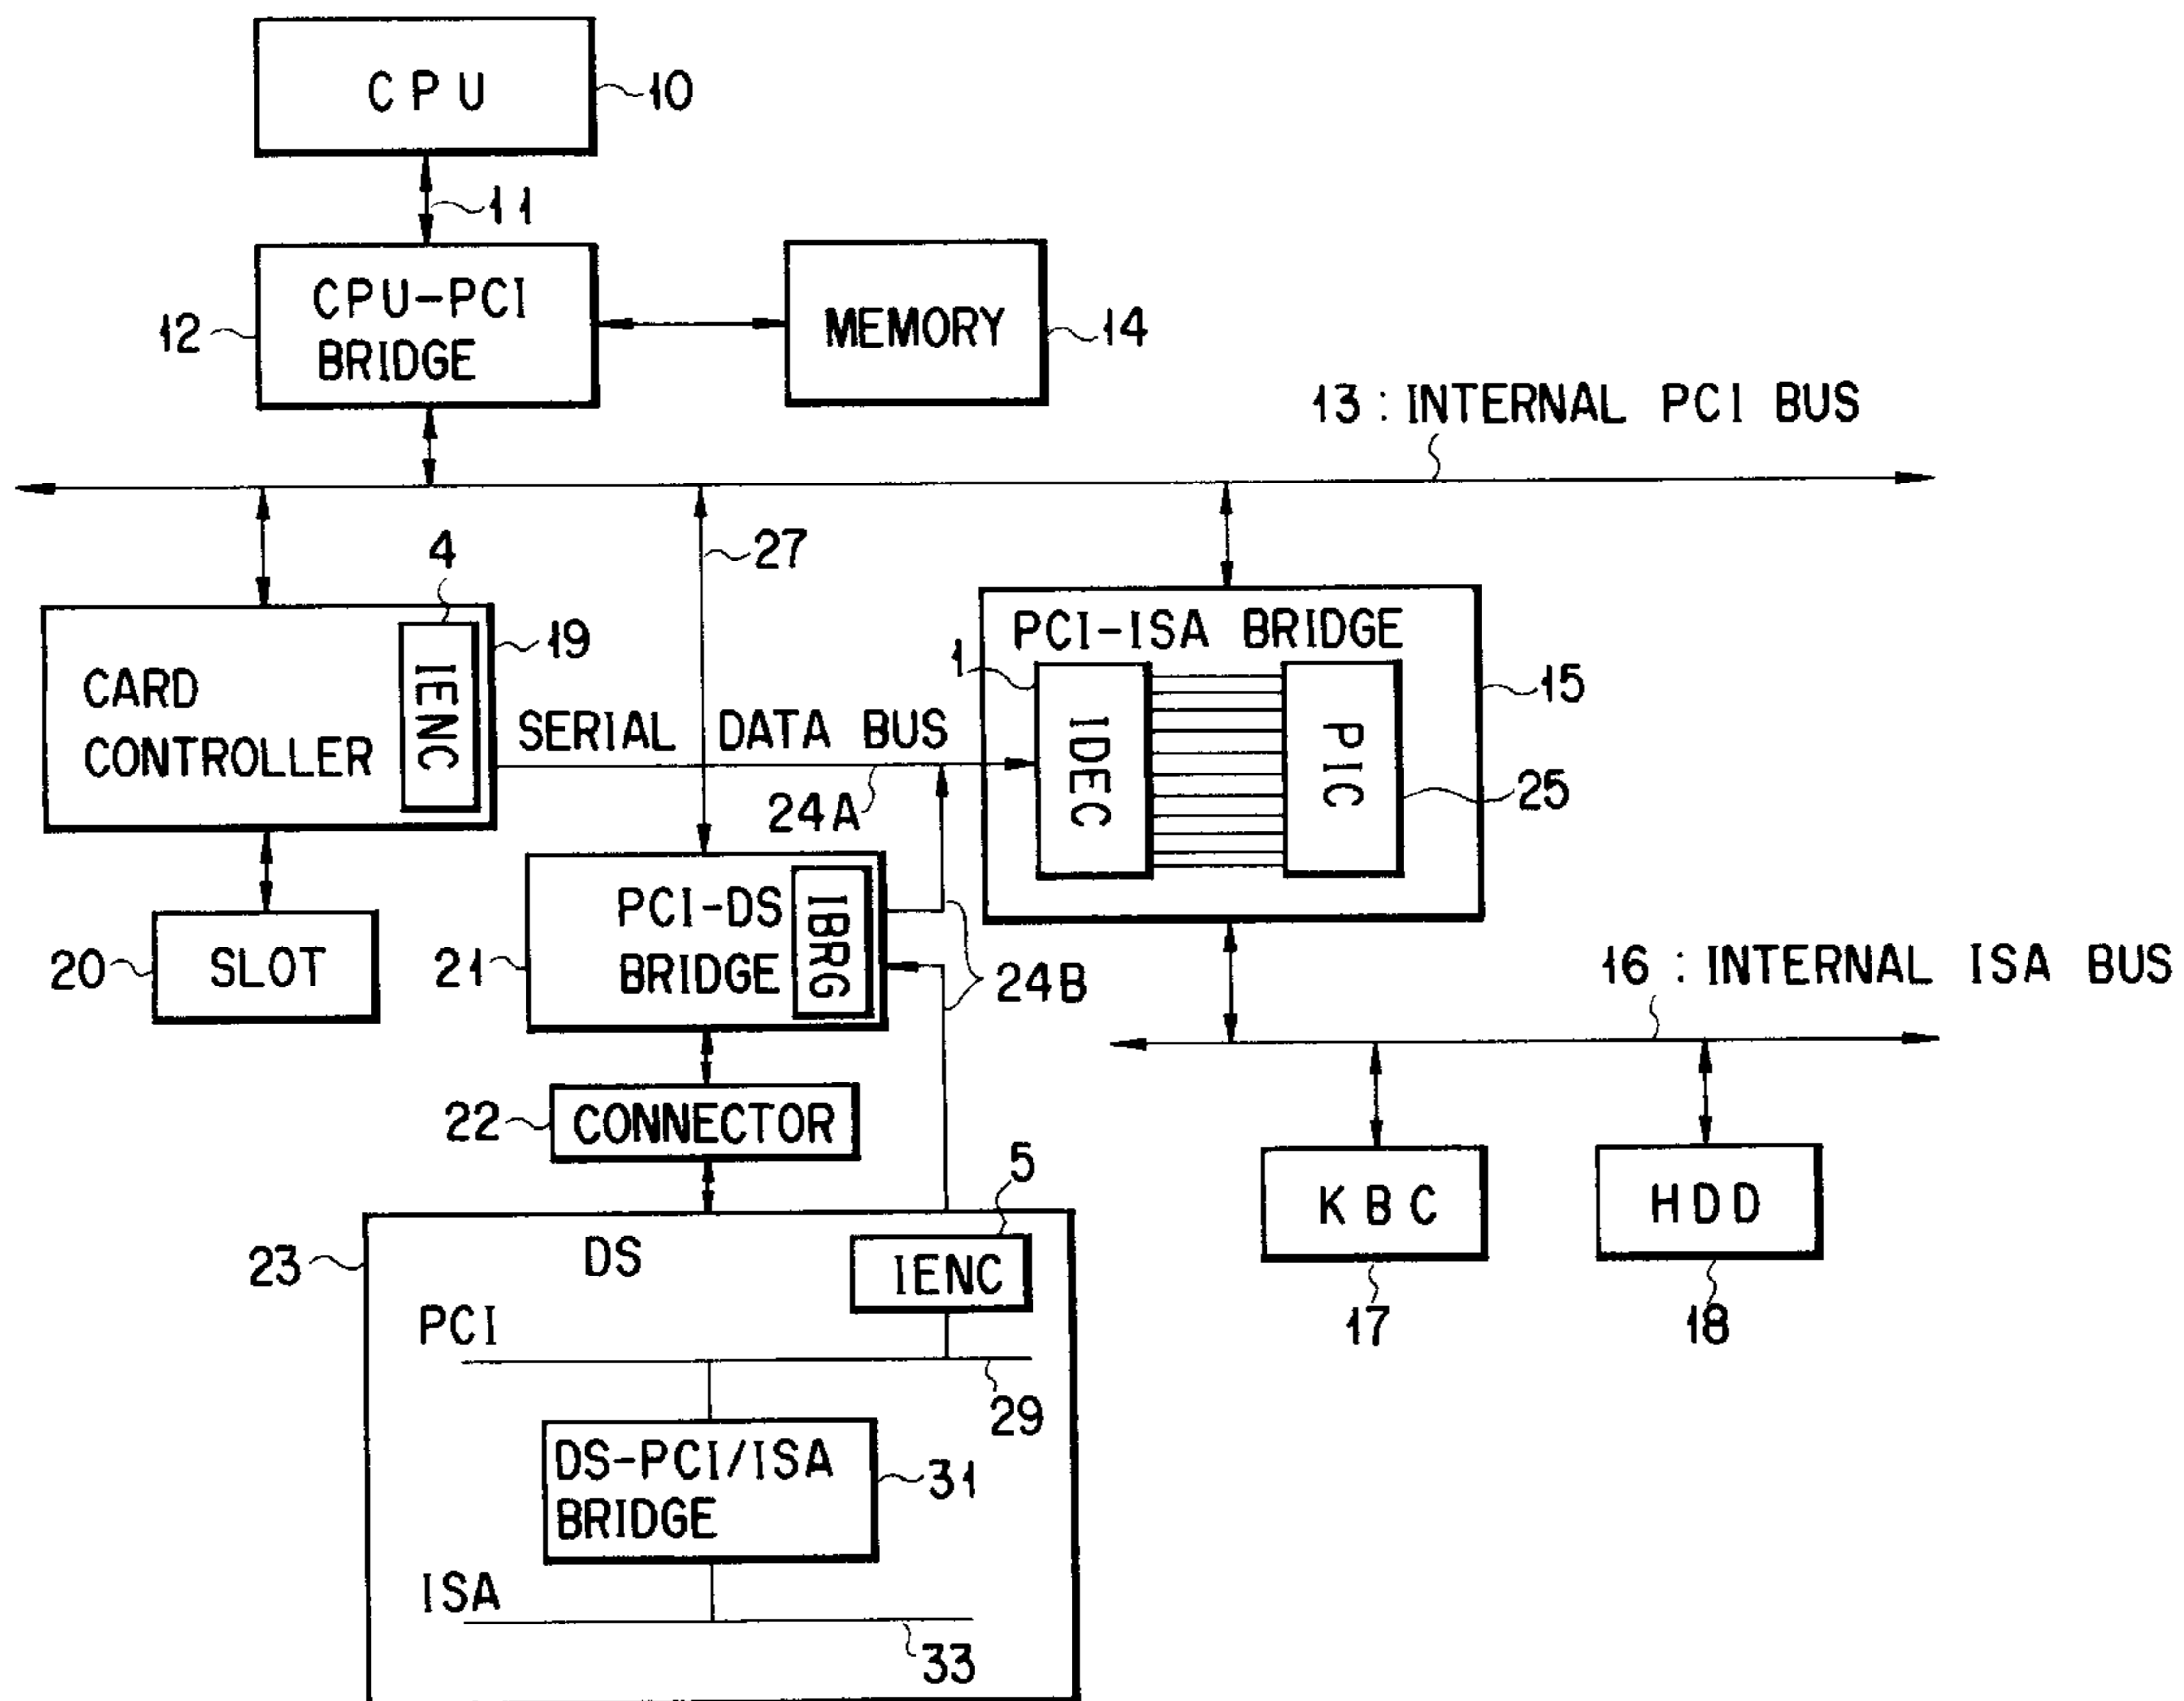 CPU
10
11
CPU-PCI
BRIDGE
12
MEMORY
14
13 : INTERNAL PCI BUS
27
4
19
CARD
CONTROLLER
IENC
SERIAL DATA BUS
24A
PCI-ISA BRIDGE
1
15
IDEC
PIC
25
SLOT
20
PCI-DS
BRIDGE
IBRG
21
24B
16 : INTERNAL ISA BUS
CONNECTOR
22
KBC
17
HDD
18
DS
23
5
IENC
PCI
29
DS-PCI/ISA
BRIDGE
31
ISA
33